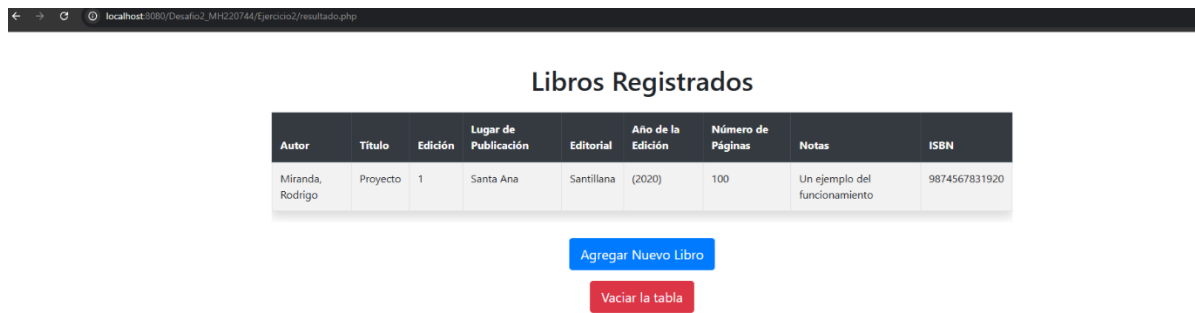 localhost:8080/Desafio2_MH220744/Ejercicio2/resultado.php
Libros Registrados
Autor Título Edición Lugar de Publicación Editorial Año de la Edición Número de Páginas Notas ISBN
Miranda, Rodrigo Proyecto 1 Santa Ana Santillana (2020) 100 Un ejemplo del funcionamiento 9874567831920
Agregar Nuevo Libro
Vaciar la tabla